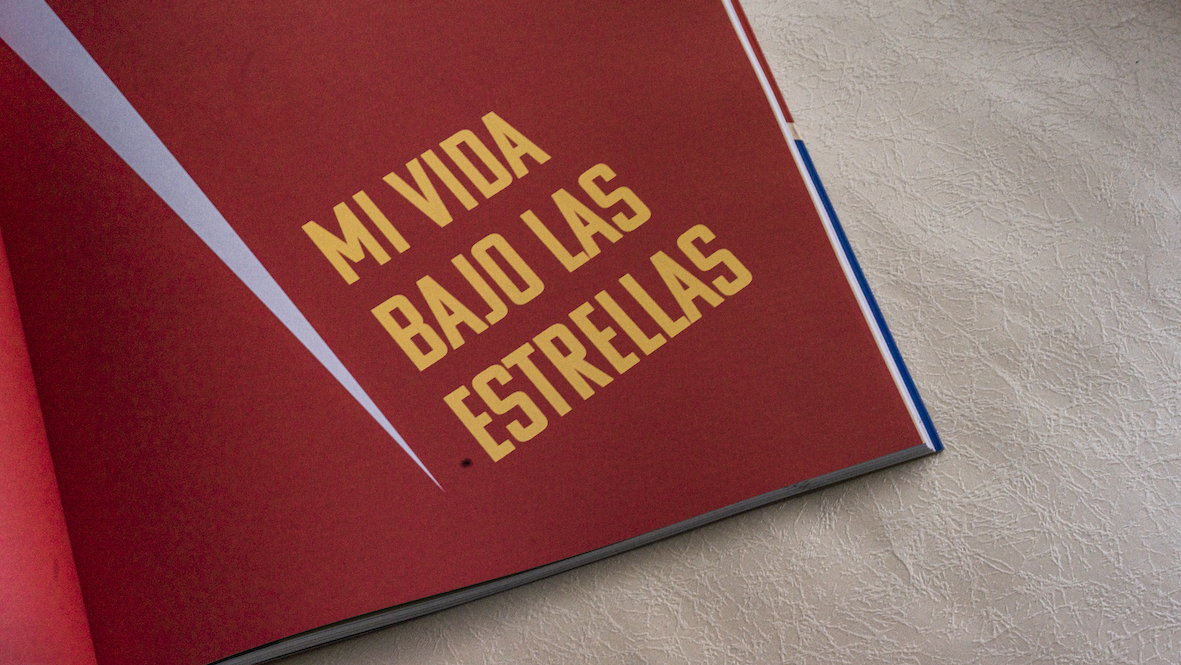 MI VIDA
BAJO LAS
ESTRELLAS